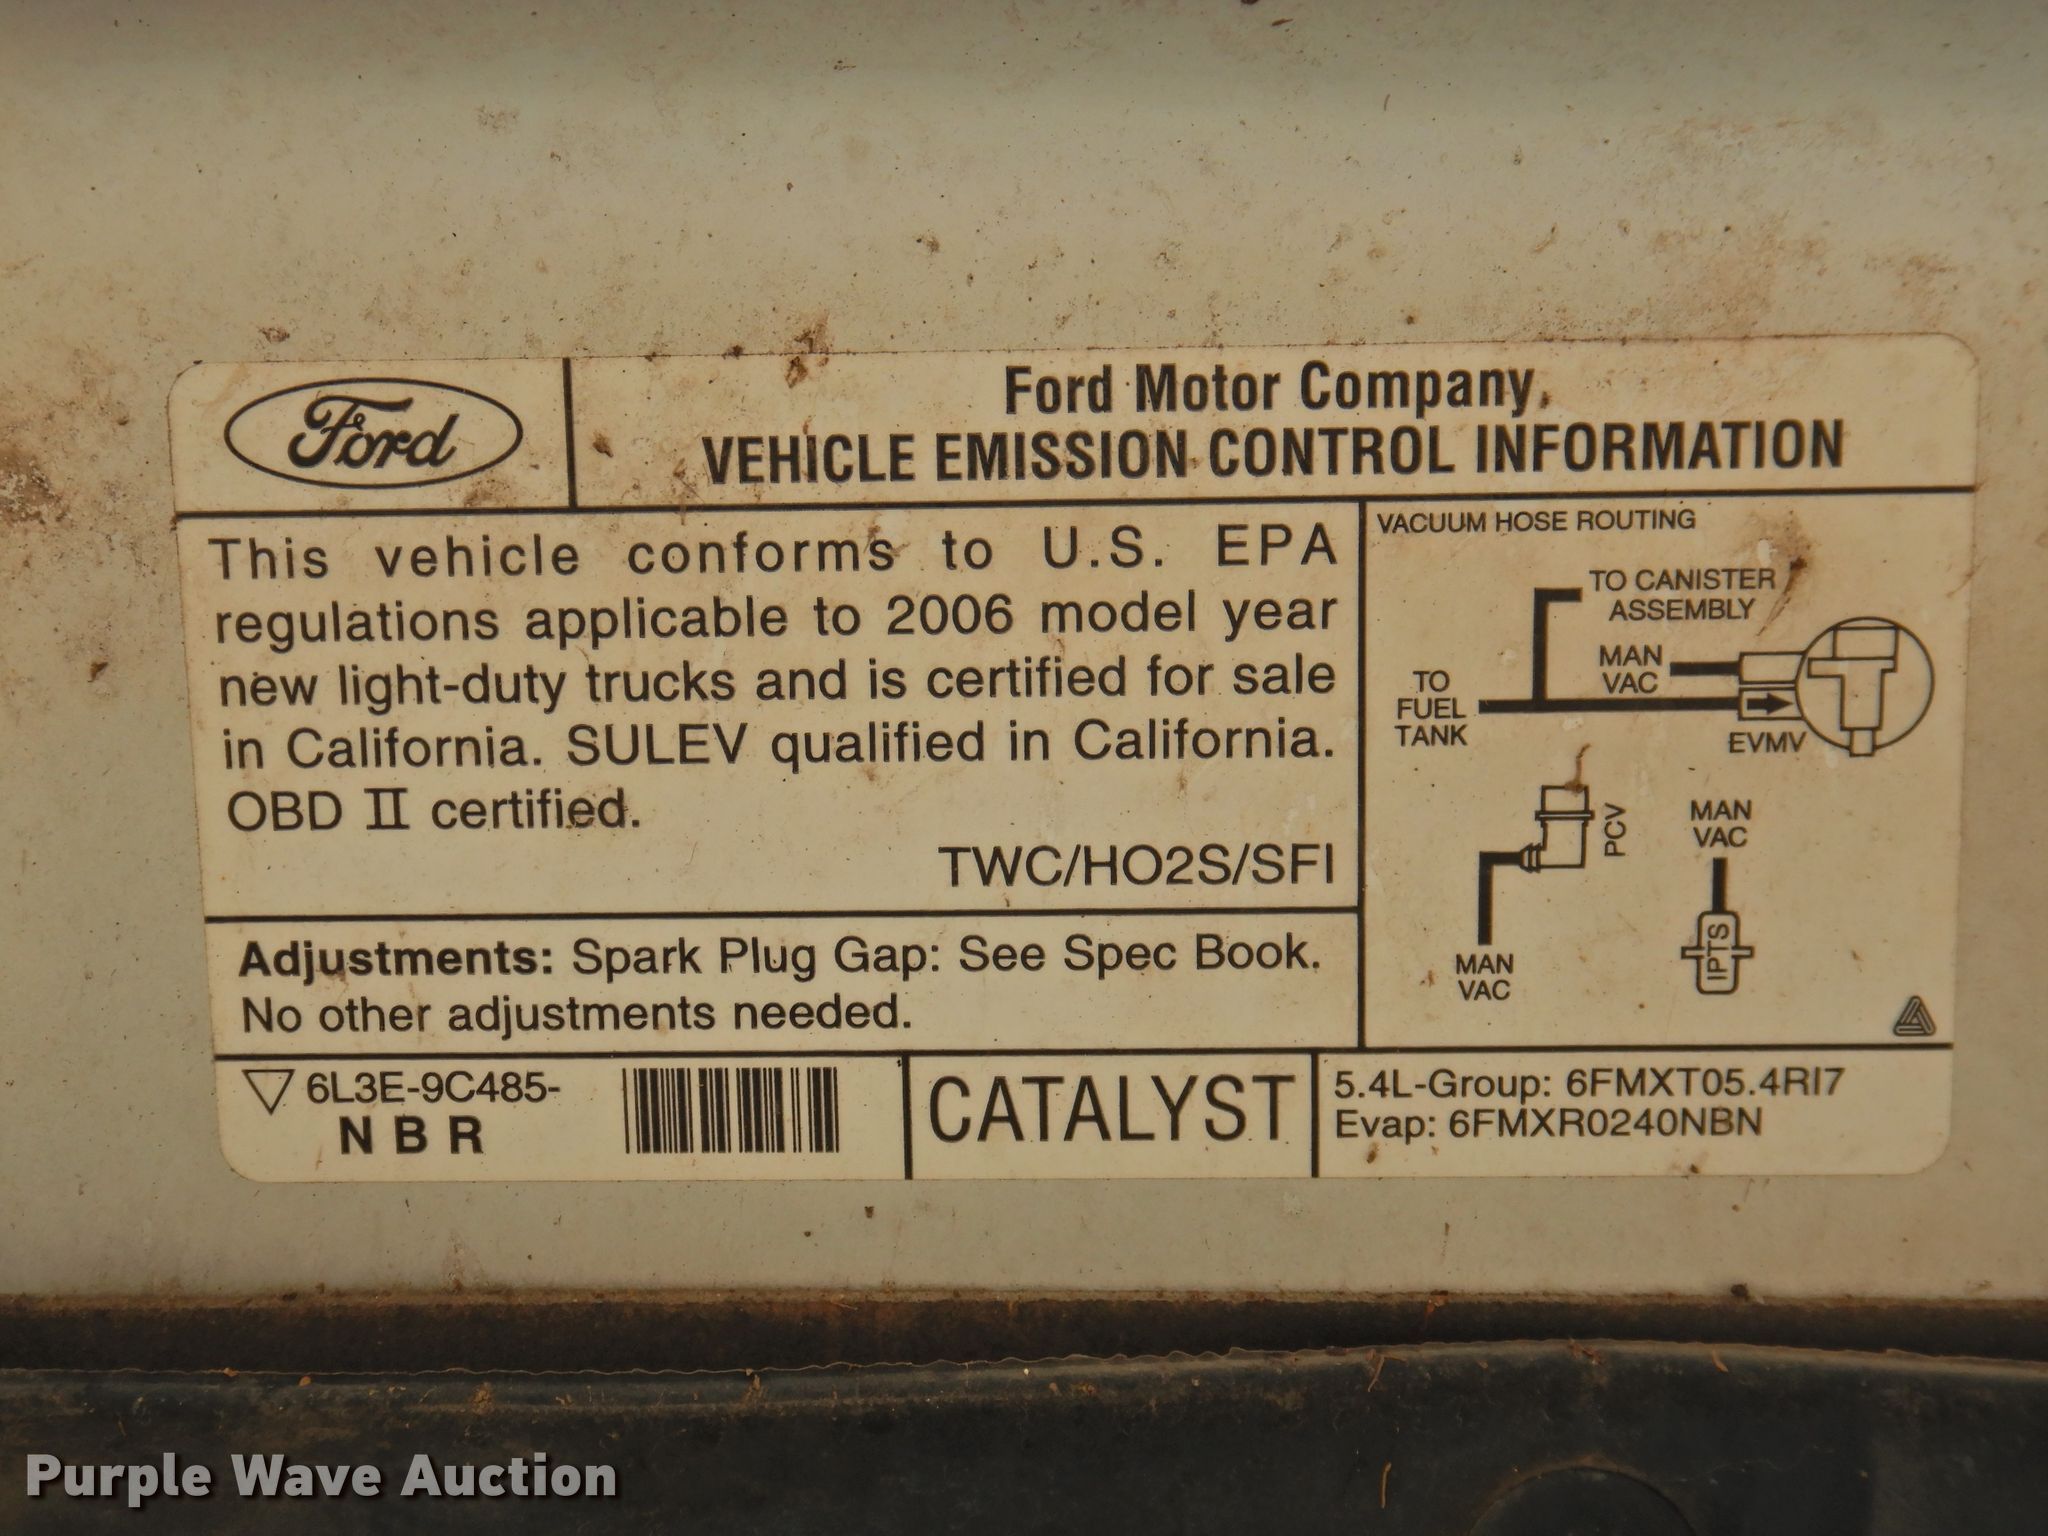 Ford
Ford Motor Company,
VEHICLE EMISSION CONTROL INFORMATION
This vehicle conforms to U.S. EPA
regulations applicable to 2006 model year
new light-duty trucks and is certified for sale
in California. SULEV qualified in California.
OBD II certified.
TWC/HO2S/SFI
Adjustments: Spark Plug Gap: See Spec Book.
No other adjustments needed.
VACUUM HOSE ROUTING
TO CANISTER
ASSEMBLY
MAN
VAC
TO
FUEL
TANK
EVMV
PCV
MAN
VAC
MAN
VAC
IPTS
6L3E-9C485-
NBR
CATALYST
5.4L-Group: 6FMXT05.4RI7
Evap: 6FMXR0240NBN
Purple Wave Auction